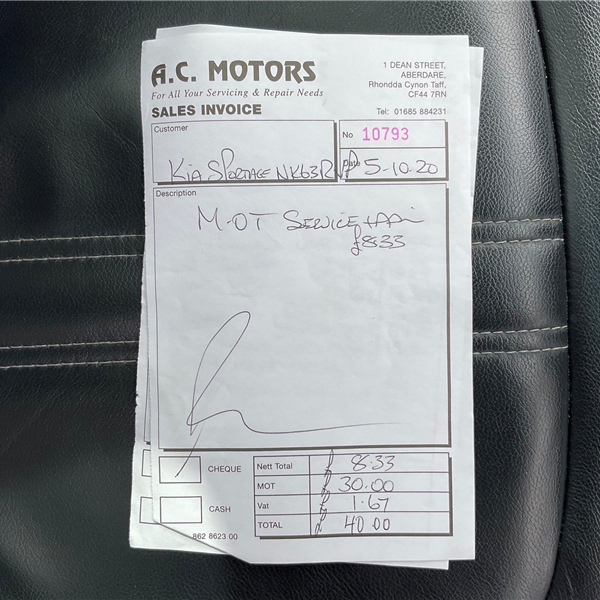 A.C. MOTORS
For All Your Servicing & Repair Needs
SALES INVOICE
1 DEAN STREET,
ABERDARE,
Rhondda Cynon Taff,
CF44 7RN
Tel: 01685 884231
Customer
Kia Sportage NK63R
No 10793
Date 5-10-20
Description
M-OT SERVICE
£8.33
CHEQUE
CASH
Nett Total £ 8.33
MOT £ 30.00
Vat £ 1.67
TOTAL £ 40.00
862 8623 00